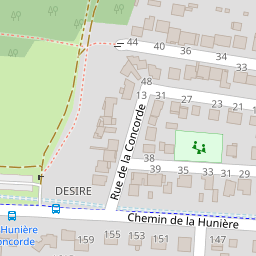 44 40 36 34 33
48
13 31 27 23 21 1
Rue de la Concorde
38 39 35 33 31 29
DESIRE
Chemin de la Hunière
Hunière
oncorde
159 155 153 151 147